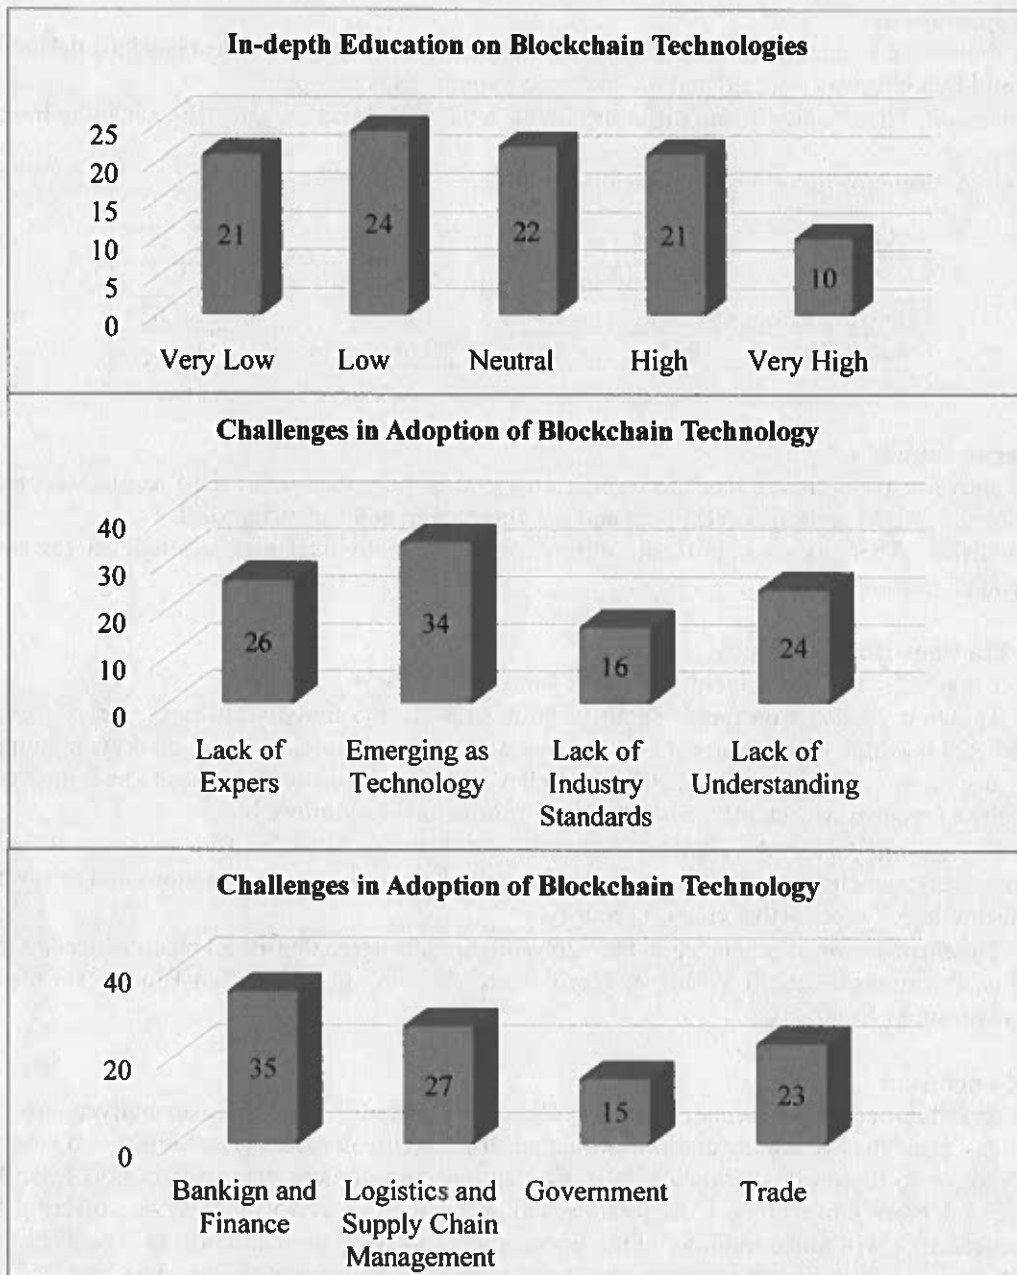 In-depth Education on Blockchain Technologies
25
20
15
10
5
0
21
24
22
21
10
Very Low
Low
Neutral
High
Very High
Challenges in Adoption of Blockchain Technology
40
30
20
10
0
26
34
16
24
Lack of
Expers
Emerging as
Technology
Lack of
Industry
Standards
Lack of
Understanding
Challenges in Adoption of Blockchain Technology
40
20
0
35
27
15
23
Bankign and
Finance
Logistics and
Supply Chain
Management
Government
Trade